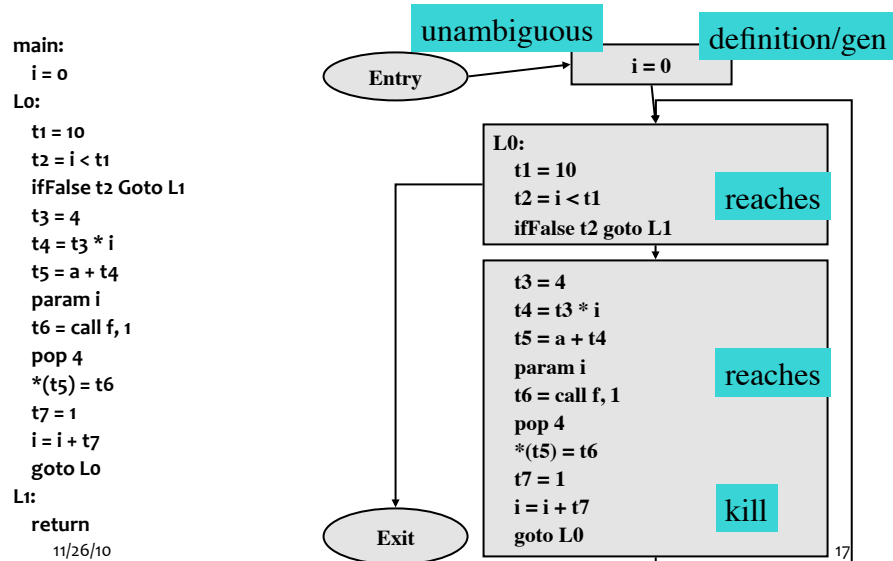 main:
i = 0
L0:
t1 = 10
t2 = i < t1
ifFalse t2 Goto L1
t3 = 4
t4 = t3 * i
t5 = a + t4
param i
t6 = call f, 1
pop 4
*(t5) = t6
t7 = 1
i = i + t7
goto L0
L1:
return
11/26/10
unambiguous
definition/gen
Entry
i = 0
L0:
t1 = 10
t2 = i < t1
ifFalse t2 goto L1
reaches
t3 = 4
t4 = t3 * i
t5 = a + t4
param i
t6 = call f, 1
pop 4
*(t5) = t6
t7 = 1
i = i + t7
goto L0
reaches
kill
Exit
17